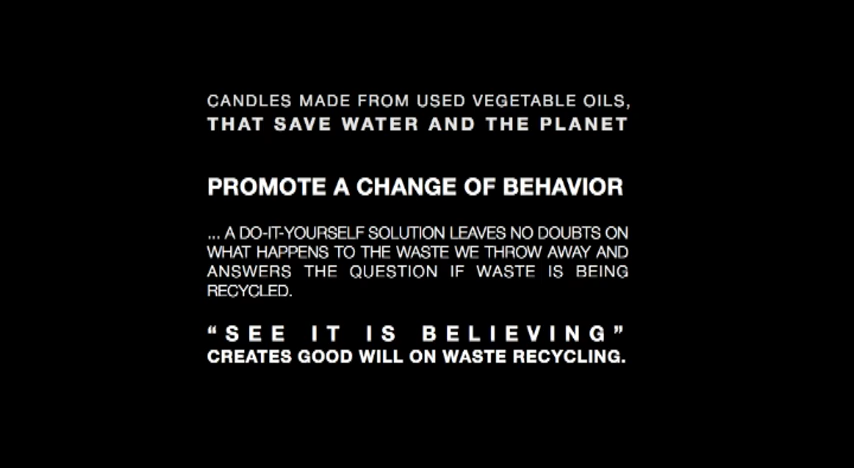 CANDLES MADE FROM USED VEGETABLE OILS,
THAT SAVE WATER AND THE PLANET
PROMOTE A CHANGE OF BEHAVIOR
... A DO-IT-YOURSELF SOLUTION LEAVES NO DOUBTS ON
WHAT HAPPENS TO THE WASTE WE THROW AWAY AND
ANSWERS THE QUESTION IF WASTE IS BEING
RECYCLED.
“SEE IT IS BELIEVING”
CREATES GOOD WILL ON WASTE RECYCLING.